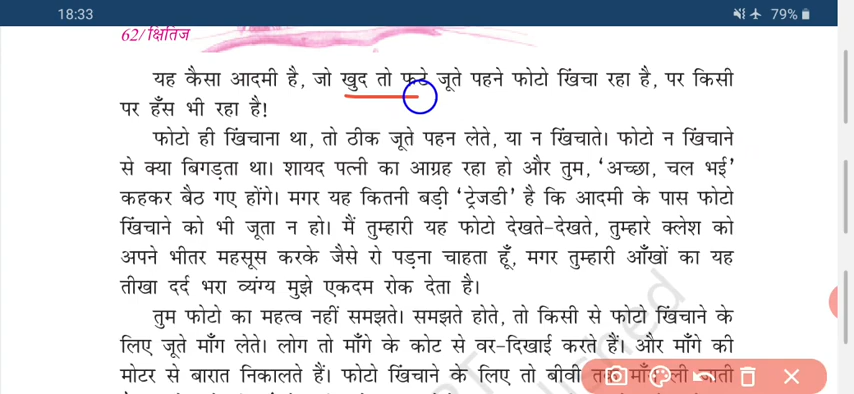 18:33 79%
62/क्षितिज
यह कैसा आदमी है, जो खुद तो फटे जूते पहने फोटो खिंचा रहा है, पर किसी
पर हँस भी रहा है!
फोटो ही खिंचाना था, तो ठीक जूते पहन लेते, या न खिंचाते। फोटो न खिंचाने
से क्या बिगड़ता था। शायद पत्नी का आग्रह रहा हो और तुम, ‘अच्छा, चल भई’
कहकर बैठ गए होंगे। मगर यह कितनी बड़ी ‘ट्रेजडी’ है कि आदमी के पास फोटो
खिंचाने को भी जूता न हो। मैं तुम्हारी यह फोटो देखते-देखते, तुम्हारे क्लेश को
अपने भीतर महसूस करके जैसे रो पड़ना चाहता हूँ, मगर तुम्हारी आँखों का यह
तीखा दर्द भरा व्यंग्य मुझे एकदम रोक देता है।
तुम फोटो का महत्व नहीं समझते। समझते होते, तो किसी से फोटो खिंचाने के
लिए जूते माँग लेते। लोग तो माँगे के कोट से वर-दिखाई करते हैं। और माँगे की
मोटर से बारात निकालते हैं। फोटो खिंचाने के लिए तो बीवी तक माँग ली जाती